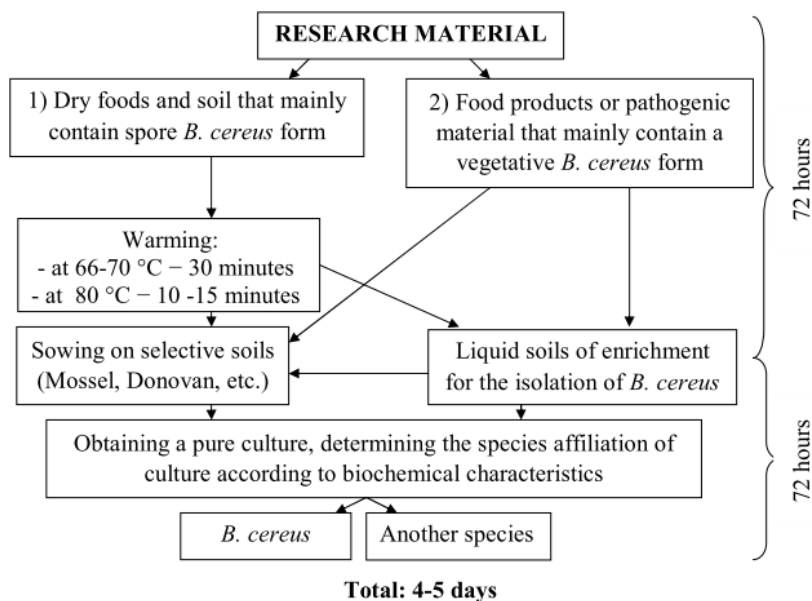 RESEARCH MATERIAL
1) Dry foods and soil that mainly
contain spore B. cereus form
2) Food products or pathogenic
material that mainly contain a
vegetative B. cereus form
72 hours
Warming:
- at 66-70 °C − 30 minutes
- at  80 °C − 10 -15 minutes
Sowing on selective soils
(Mossel, Donovan, etc.)
Liquid soils of enrichment
for the isolation of B. cereus
72 hours
Obtaining a pure culture, determining the species affiliation of
culture according to biochemical characteristics
B. cereus
Another species
Total: 4-5 days